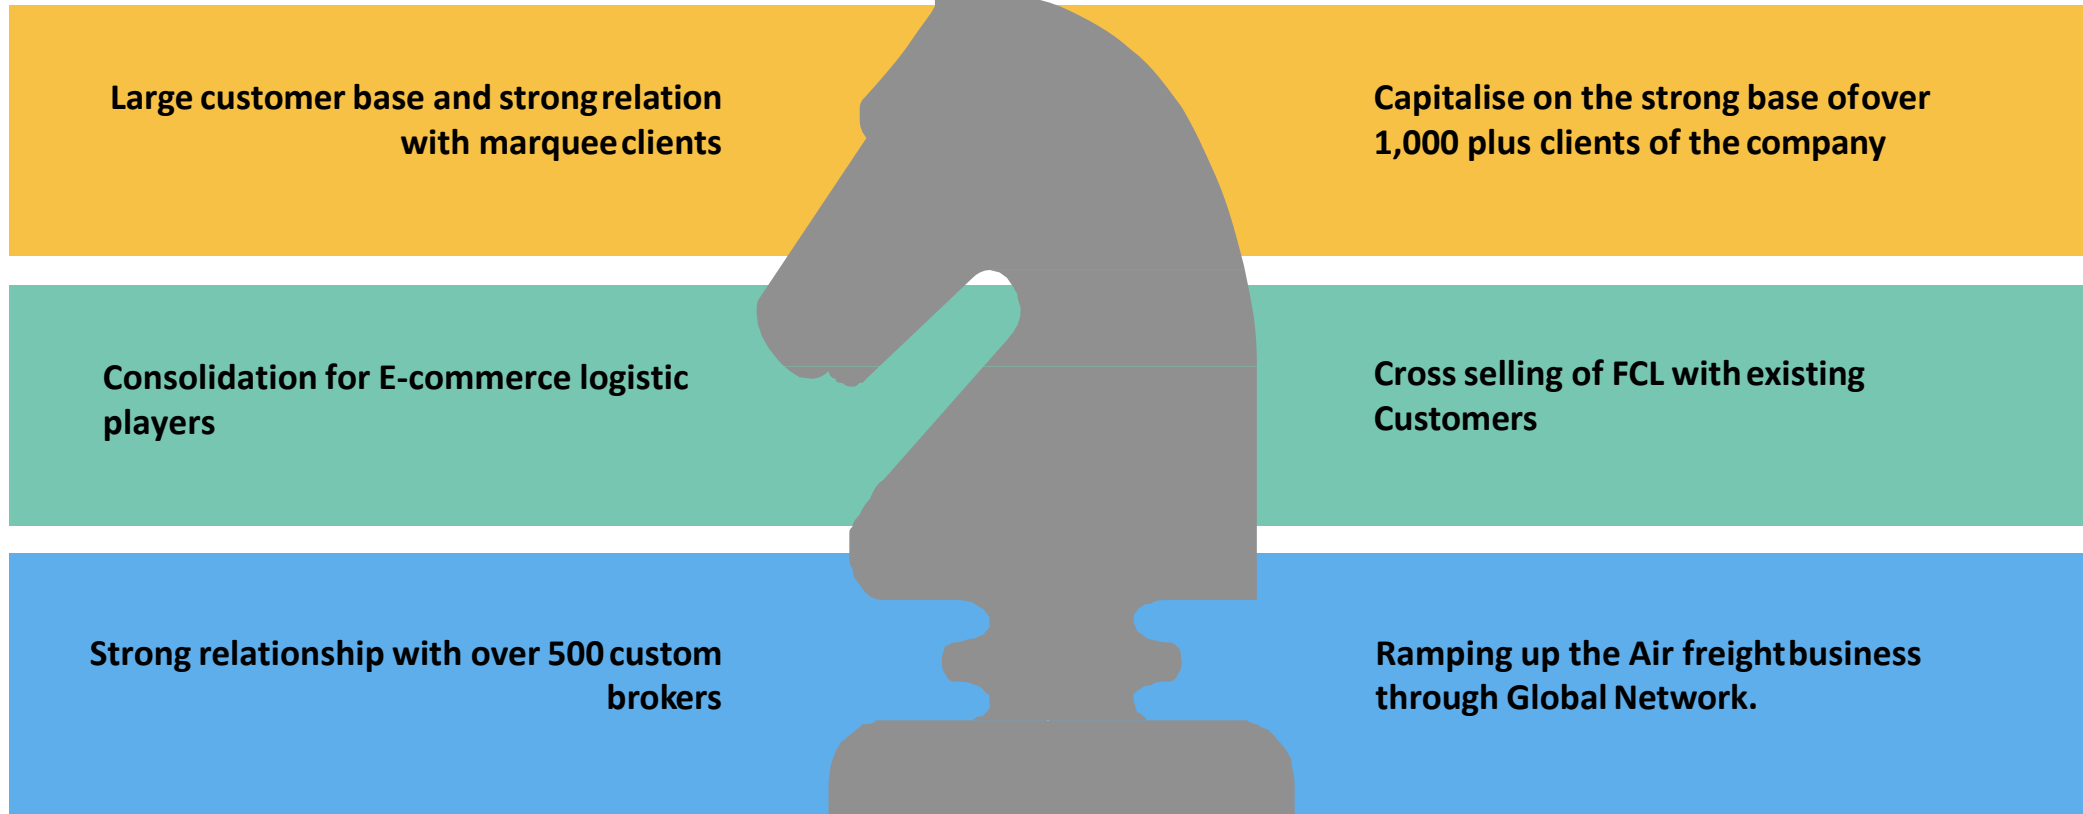 Large customer base and strong relation
with marquee clients
Capitalise on the strong base of over
1,000 plus clients of the company
Consolidation for E-commerce logistic
players
Cross selling of FCL with existing
Customers
Strong relationship with over 500 custom
brokers
Ramping up the Air freight business
through Global Network.